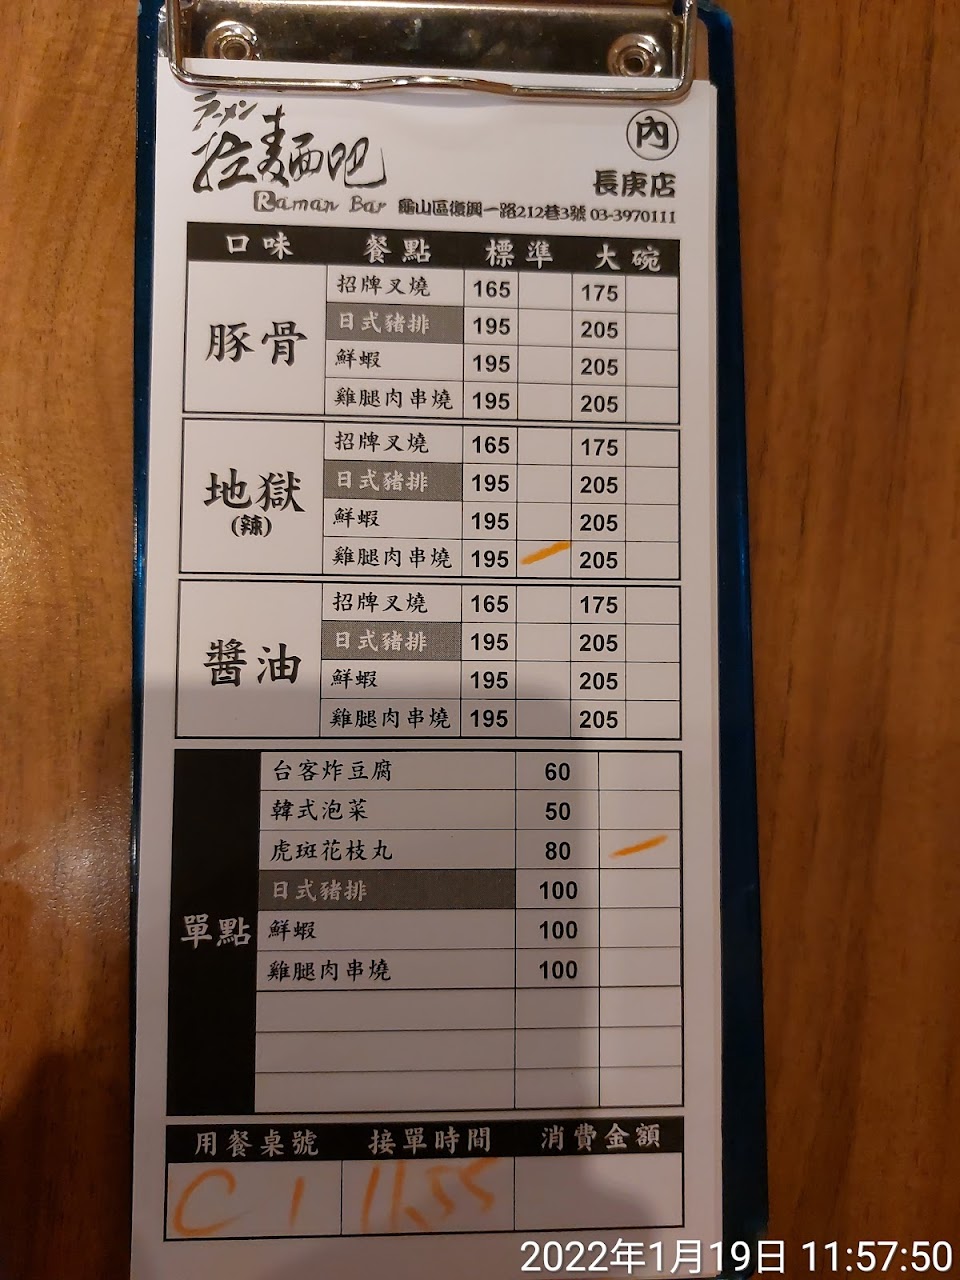 ラーメン
拉麵吧
Raman Bar
內
長庚店
龜山區復興一路212巷3號 03-3970111
口味 餐點 標準 大碗
豚骨
招牌叉燒 165 175
日式豬排 195 205
鮮蝦 195 205
雞腿肉串燒 195 205
地獄
(辣)
招牌叉燒 165 175
日式豬排 195 205
鮮蝦 195 205
雞腿肉串燒 195 205
醬油
招牌叉燒 165 175
日式豬排 195 205
鮮蝦 195 205
雞腿肉串燒 195 205
單點
台客炸豆腐 60
韓式泡菜 50
虎斑花枝丸 80
日式豬排 100
鮮蝦 100
雞腿肉串燒 100
用餐桌號 接單時間 消費金額
C1 11.55
2022年1月19日 11:57:50